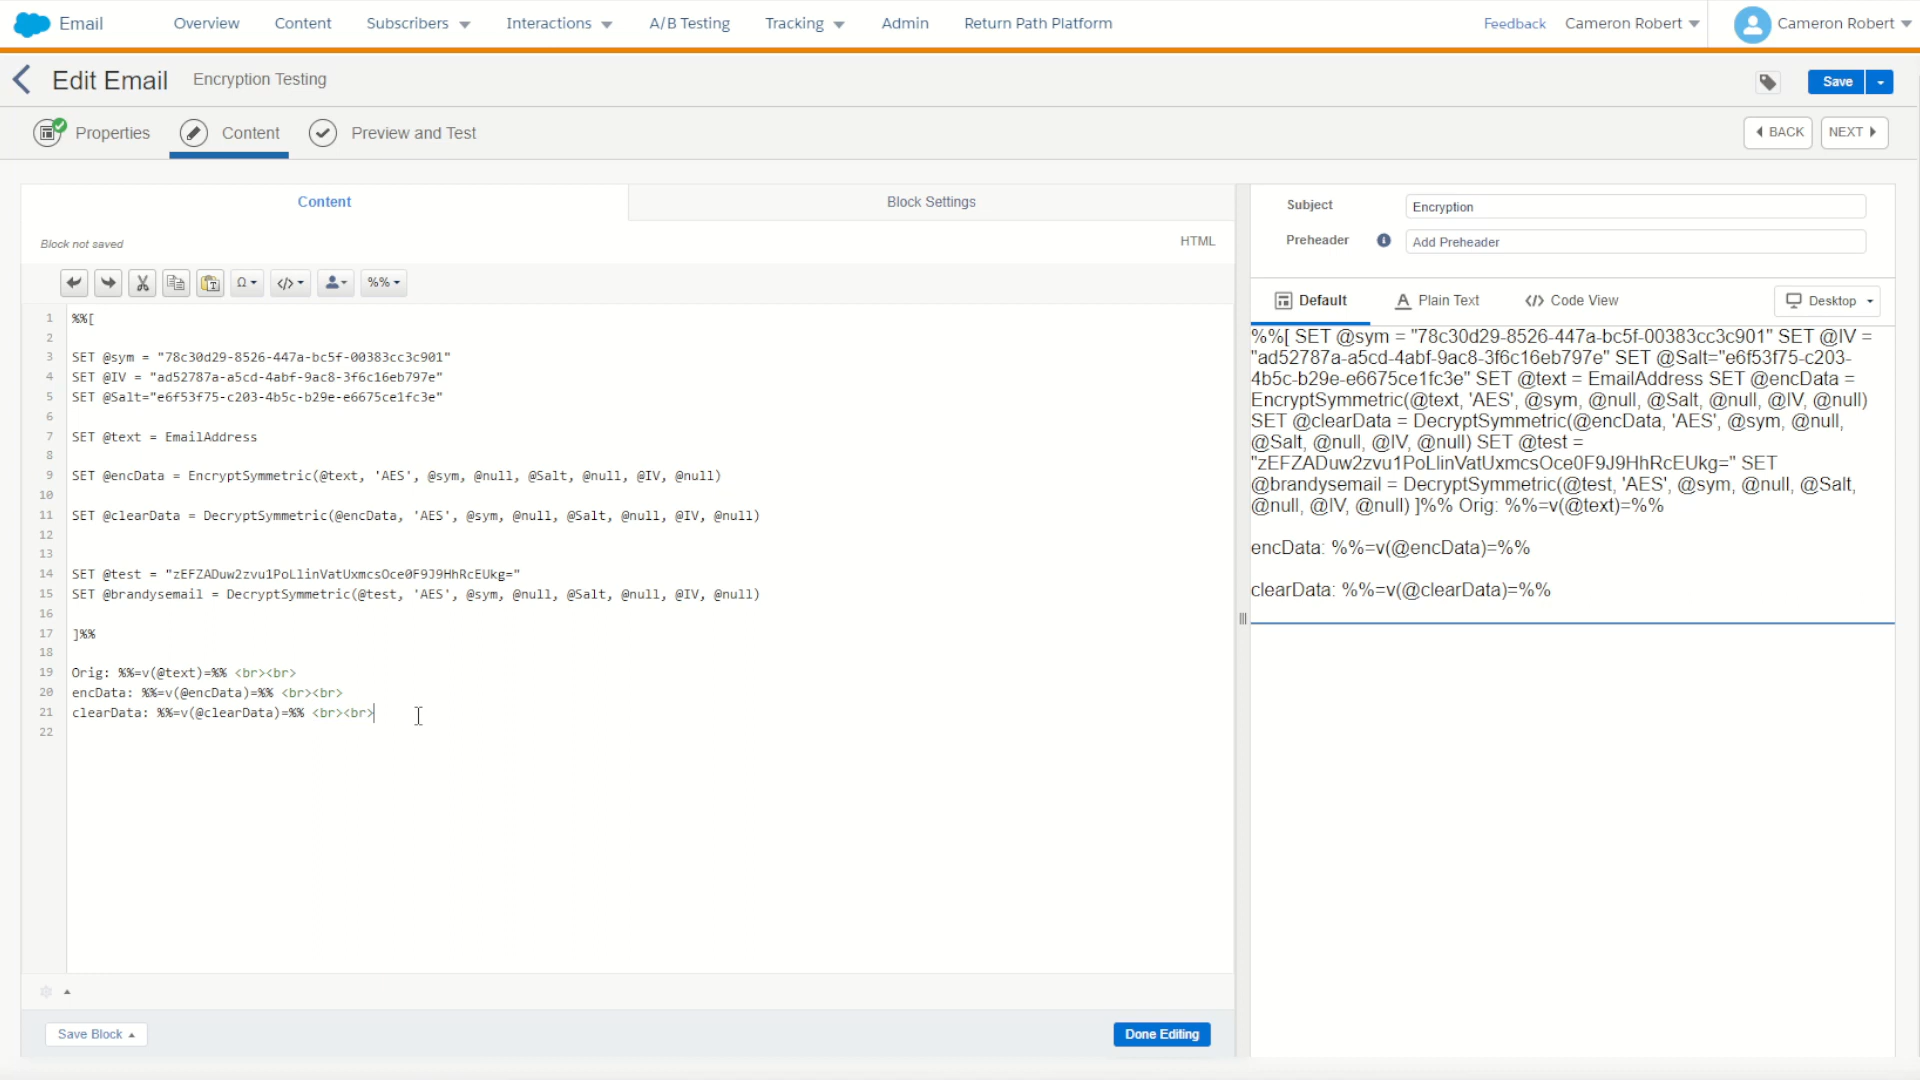 Email
Overview
Content
Subscribers
Interactions
A/B Testing
Tracking
Admin
Return Path Platform
Feedback
Cameron Robert
Cameron Robert
Edit Email
Encryption Testing
Save
Properties
Content
Preview and Test
BACK
NEXT
Content
Block Settings
Block not saved
HTML
Ω
</>
%%
1 %%[
2
3 SET @sym = "78c30d29-8526-447a-bc5f-00383cc3c901"
4 SET @IV = "ad52787a-a5cd-4abf-9ac8-3f6c16eb797e"
5 SET @Salt="e6f53f75-c203-4b5c-b29e-e6675ce1fc3e"
6
7 SET @text = EmailAddress
8
9 SET @encData = EncryptSymmetric(@text, 'AES', @sym, @null, @Salt, @null, @IV, @null)
10
11 SET @clearData = DecryptSymmetric(@encData, 'AES', @sym, @null, @Salt, @null, @IV, @null)
12
13
14 SET @test = "zEFZADuw2zvu1PoLlinVatUxmcsOce0F9J9HhRcEUkg="
15 SET @brandysemail = DecryptSymmetric(@test, 'AES', @sym, @null, @Salt, @null, @IV, @null)
16
17 ]%%
18
19 Orig: %%=v(@text)=%% <br><br>
20 encData: %%=v(@encData)=%% <br><br>
21 clearData: %%=v(@clearData)=%% <br><br>
22
Save Block
Done Editing
Subject
Encryption
Preheader
Add Preheader
Default
A Plain Text
</> Code View
Desktop
%%[ SET @sym = "78c30d29-8526-447a-bc5f-00383cc3c901" SET @IV =
"ad52787a-a5cd-4abf-9ac8-3f6c16eb797e" SET @Salt="e6f53f75-c203-
4b5c-b29e-e6675ce1fc3e" SET @text = EmailAddress SET @encData =
EncryptSymmetric(@text, 'AES', @sym, @null, @Salt, @null, @IV, @null)
SET @clearData = DecryptSymmetric(@encData, 'AES', @sym, @null,
@Salt, @null, @IV, @null) SET @test =
"zEFZADuw2zvu1PoLlinVatUxmcsOce0F9J9HhRcEUkg=" SET
@brandysemail = DecryptSymmetric(@test, 'AES', @sym, @null, @Salt,
@null, @IV, @null) ]%% Orig: %%=v(@text)=%%
encData: %%=v(@encData)=%%
clearData: %%=v(@clearData)=%%